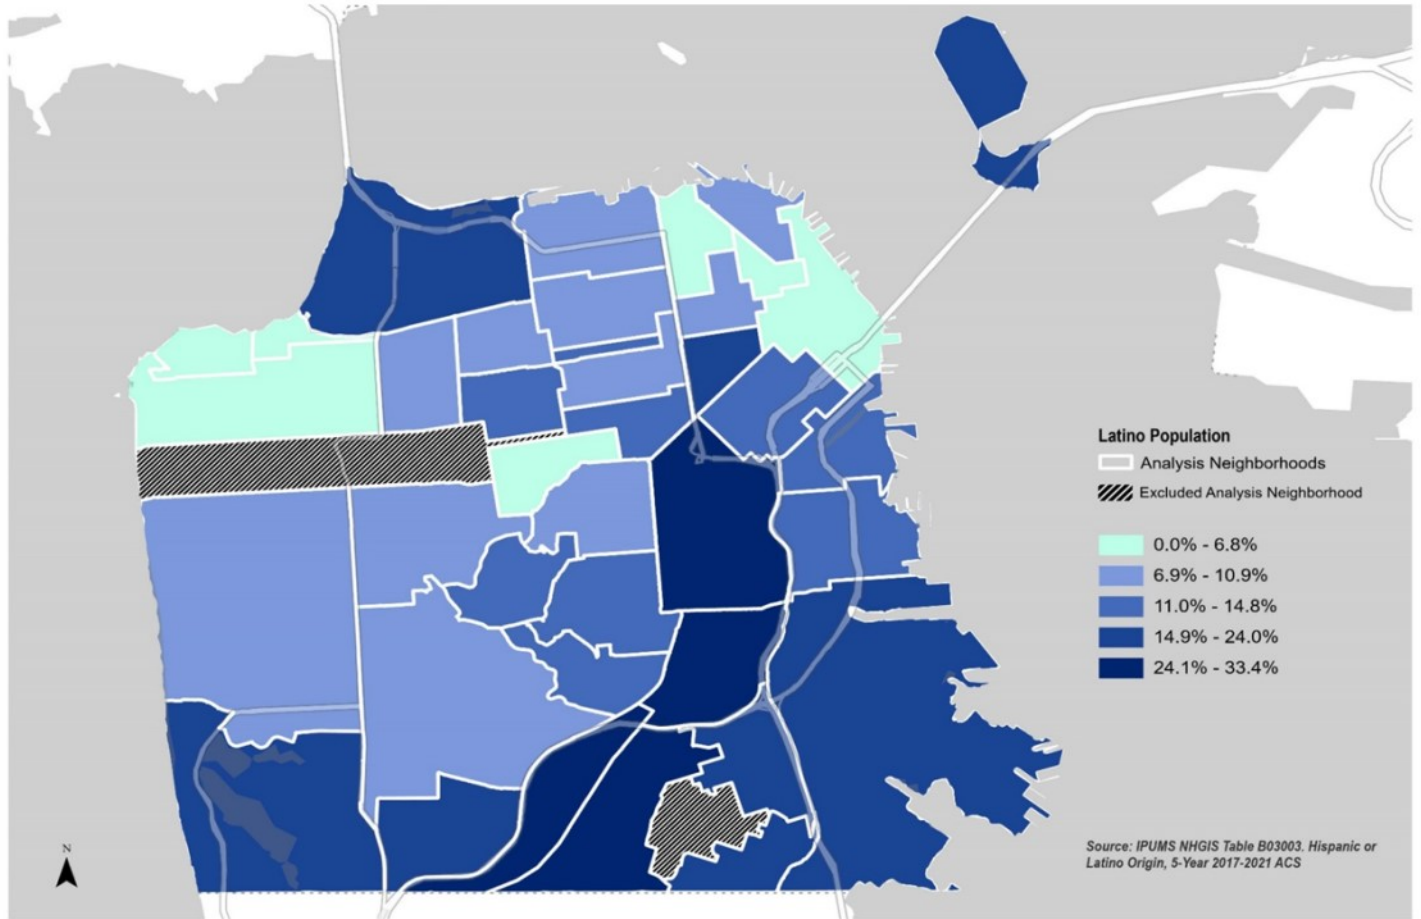 Latino Population
Analysis Neighborhoods
Excluded Analysis Neighborhood
0.0% - 6.8%
6.9% - 10.9%
11.0% - 14.8%
14.9% - 24.0%
24.1% - 33.4%
N
Source: IPUMS NHGIS Table B03003. Hispanic or
Latino Origin, 5-Year 2017-2021 ACS